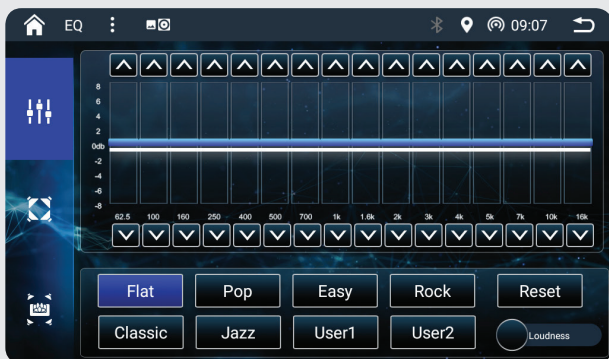 EQ 09:07
8
6
4
2
0db
-2
-4
-6
-8
62.5 100 160 250 400 500 700 1k 1.6k 2k 3k 4k 5k 7k 10k 16k
Flat Pop Easy Rock Reset
Classic Jazz User1 User2 Loudness